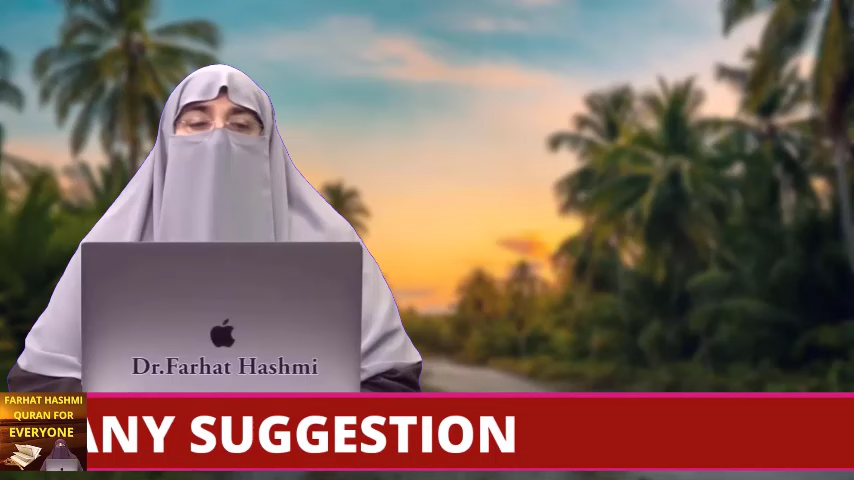 Dr.Farhat Hashmi
FARHAT HASHMI
QURAN FOR
EVERYONE
ANY SUGGESTION